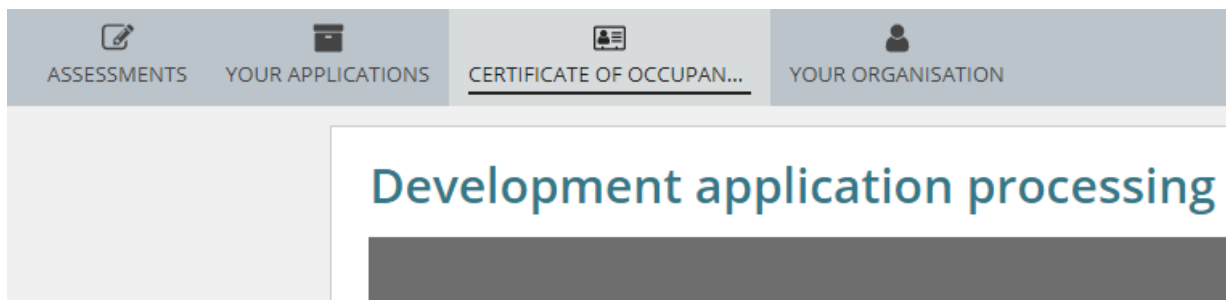 ASSESSMENTS YOUR APPLICATIONS CERTIFICATE OF OCCUPAN... YOUR ORGANISATION
Development application processing